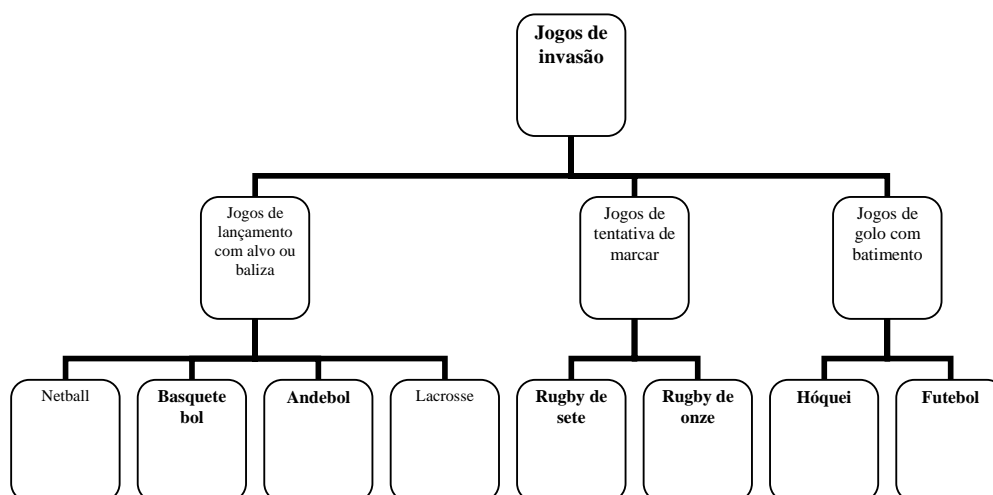 Jogos de
invasão
Jogos de
lançamento
com alvo ou
baliza
Jogos de
tentativa de
marcar
Jogos de
golo com
batimento
Netball
Basquete
bol
Andebol
Lacrosse
Rugby de
sete
Rugby de
onze
Hóquei
Futebol